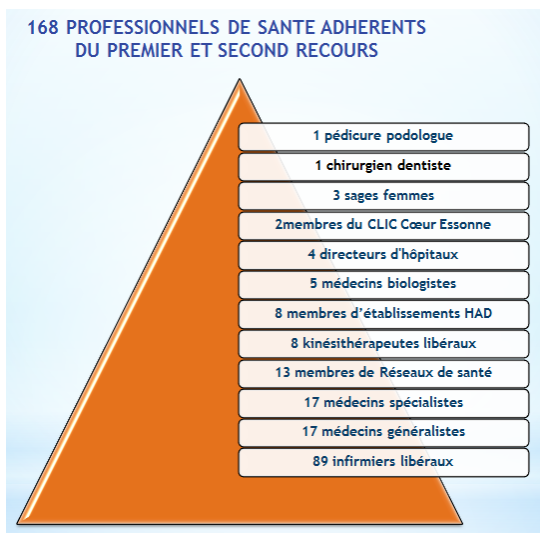 168 PROFESSIONNELS DE SANTE ADHERENTS
DU PREMIER ET SECOND RECOURS
1 pédicure podologue
1 chirurgien dentiste
3 sages femmes
2membres du CLIC Cœur Essonne
4 directeurs d'hôpitaux
5 médecins biologistes
8 membres d’établissements HAD
8 kinésithérapeutes libéraux
13 membres de Réseaux de santé
17 médecins spécialistes
17 médecins généralistes
89 infirmiers libéraux